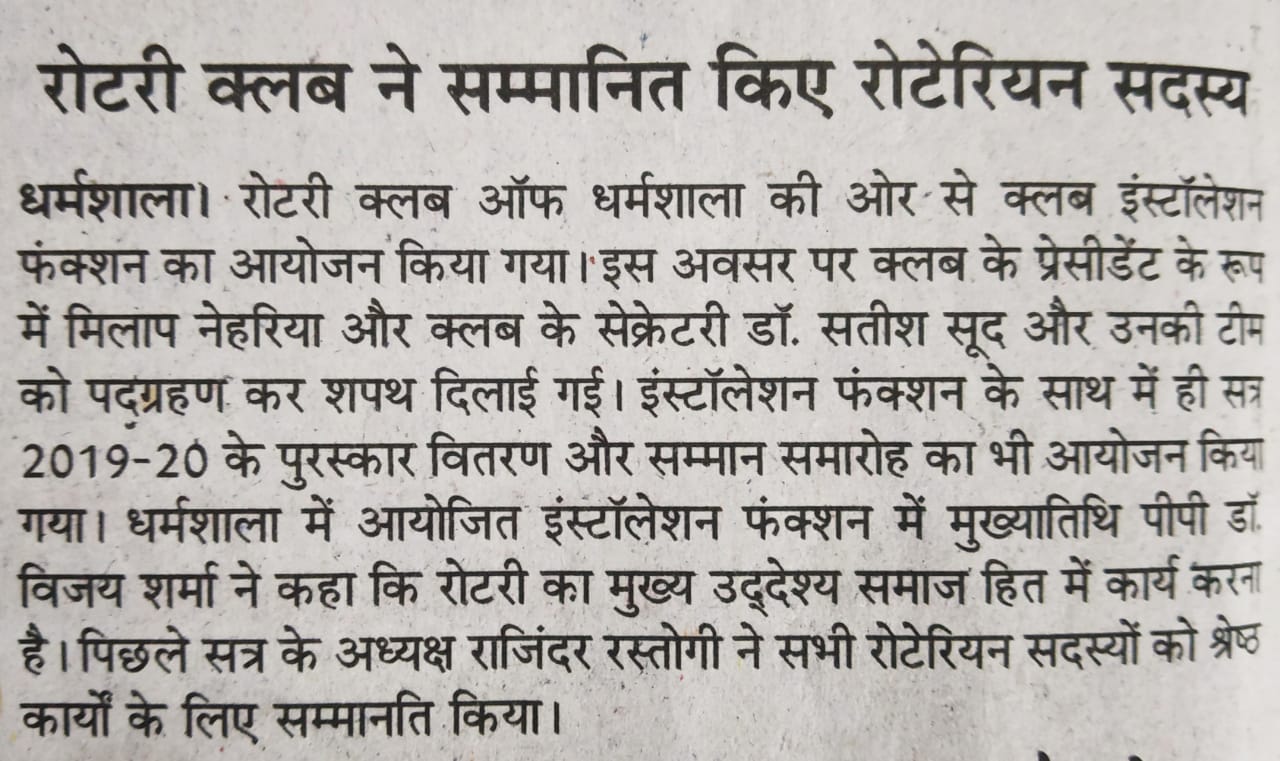 रोटरी क्लब ने सम्मानित किए रोटेरियन सदस्य
धर्मशाला। रोटरी क्लब ऑफ धर्मशाला की ओर से क्लब इंस्टॉलेशन
फंक्शन का आयोजन किया गया। इस अवसर पर क्लब के प्रेसीडेंट के रूप
में मिलाप नेहरिया और क्लब के सेक्रेटरी डॉ. सतीश सूद और उनकी टीम
को पदग्रहण कर शपथ दिलाई गई। इंस्टॉलेशन फंक्शन के साथ में ही सत्र
2019-20 के पुरस्कार वितरण और सम्मान समारोह का भी आयोजन किया
गया। धर्मशाला में आयोजित इंस्टॉलेशन फंक्शन में मुख्यातिथि पीपी डॉ.
विजय शर्मा ने कहा कि रोटरी का मुख्य उद्देश्य समाज हित में कार्य करना
है। पिछले सत्र के अध्यक्ष राजिंदर रस्तोगी ने सभी रोटेरियन सदस्यों को श्रेष्ठ
कार्यों के लिए सम्मानति किया।